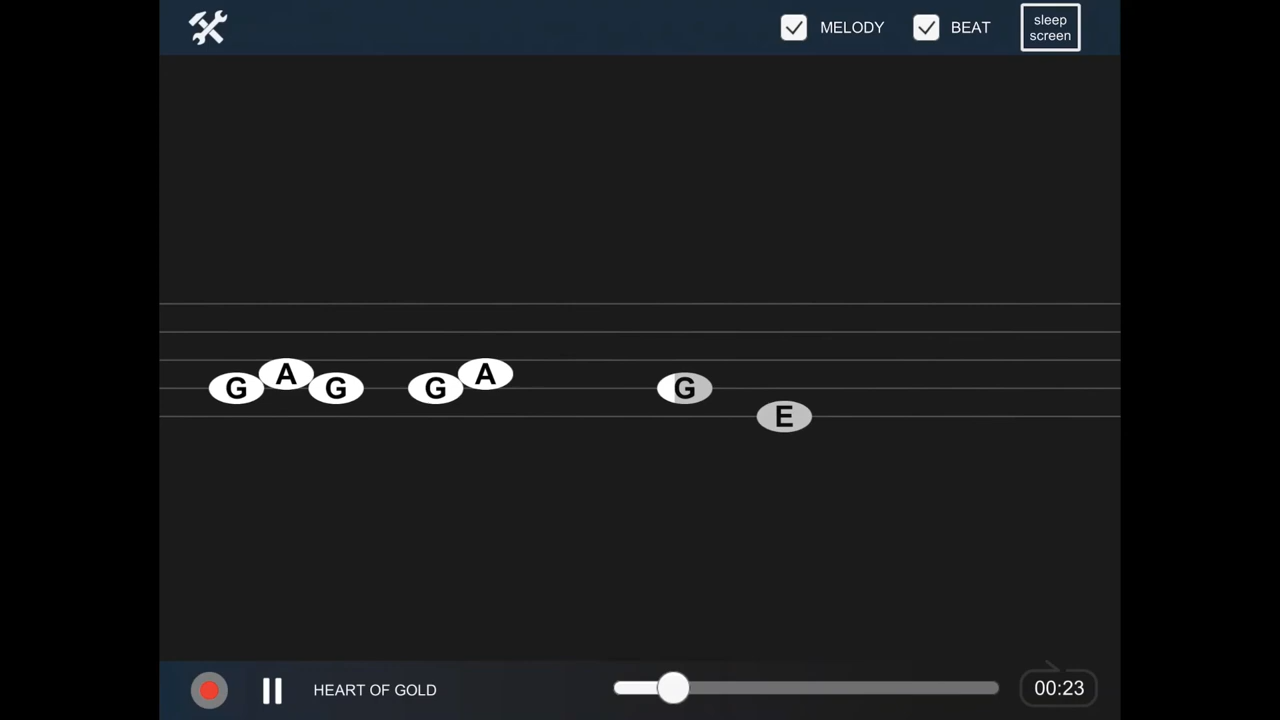 MELODY
BEAT
sleep
screen
G A G G A G E
HEART OF GOLD
00:23